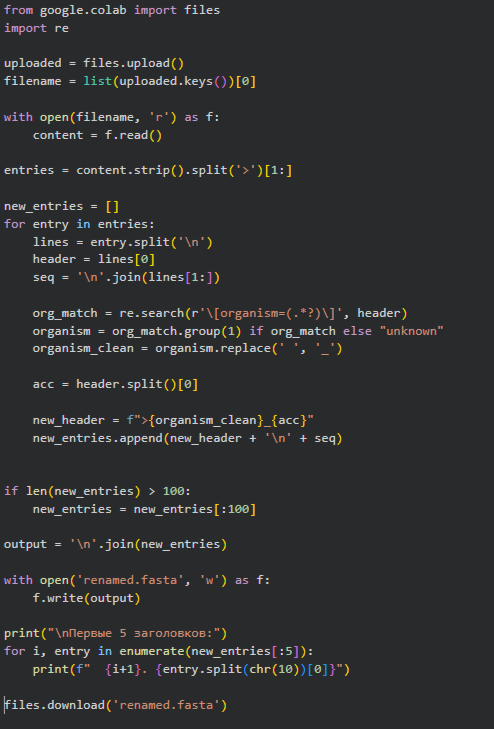 from google.colab import files
import re
uploaded = files.upload()
filename = list(uploaded.keys())[0]
with open(filename, 'r') as f:
    content = f.read()
entries = content.strip().split('>')[1:]
new_entries = []
for entry in entries:
    lines = entry.split('\n')
    header = lines[0]
    seq = '\n'.join(lines[1:])
    org_match = re.search(r'\[organism=(.*?)\]', header)
    organism = org_match.group(1) if org_match else "unknown"
    organism_clean = organism.replace(' ', '_')
    acc = header.split()[0]
    new_header = f">{organism_clean}_{acc}"
    new_entries.append(new_header + '\n' + seq)
if len(new_entries) > 100:
    new_entries = new_entries[:100]
output = '\n'.join(new_entries)
with open('renamed.fasta', 'w') as f:
    f.write(output)
print("\nПервые 5 заголовков:")
for i, entry in enumerate(new_entries[:5]):
    print(f"  {i+1}. {entry.split(chr(10))[0]}")
files.download('renamed.fasta')